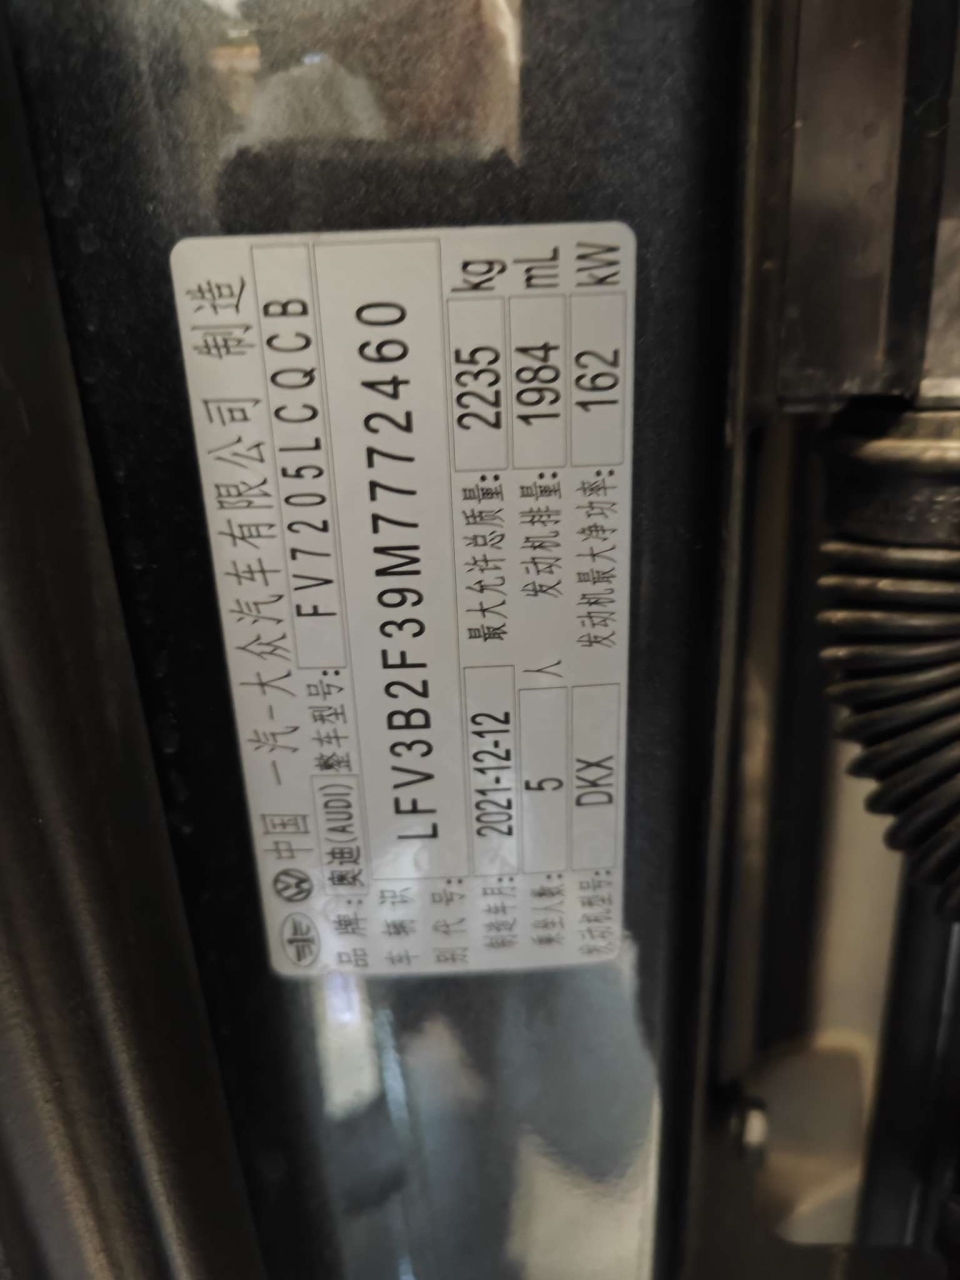 中国 一汽-大众汽车有限公司 制造
品牌: 奥迪(AUDI) 整车型号: FV7205LCQCB
车辆识别代号: LFV3B2F39M7772460
制造年月: 2021-12-12 最大允许总质量: 2235 kg
乘坐人数: 5 人 发动机排量: 1984 mL
发动机型号: DKX 发动机最大净功率: 162 kW